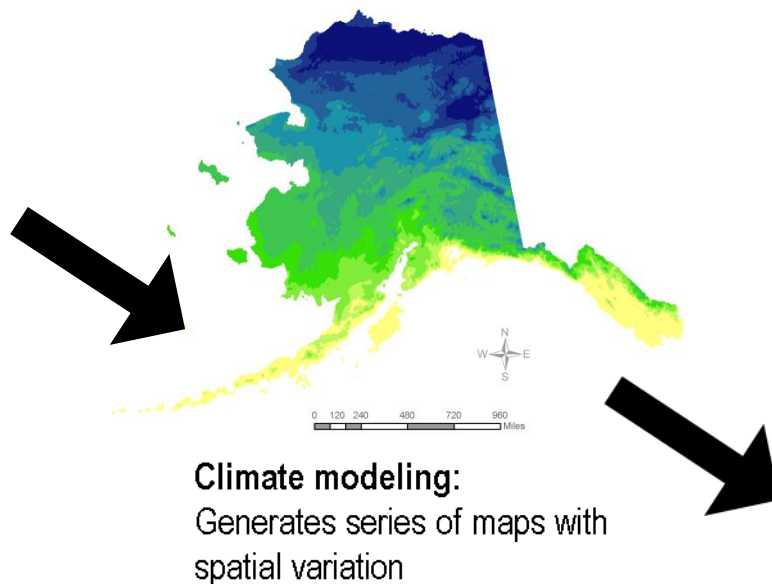 N
W E
S
0 120 240 480 720 960
Miles
Climate modeling:
Generates series of maps with
spatial variation